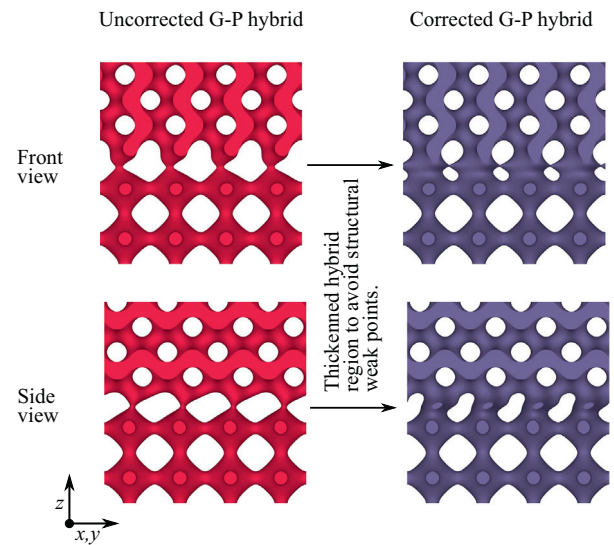 Uncorrected G-P hybrid
Corrected G-P hybrid
Front
view
Thickenned hybrid
region to avoid structural
weak points.
Side
view
z
x,y